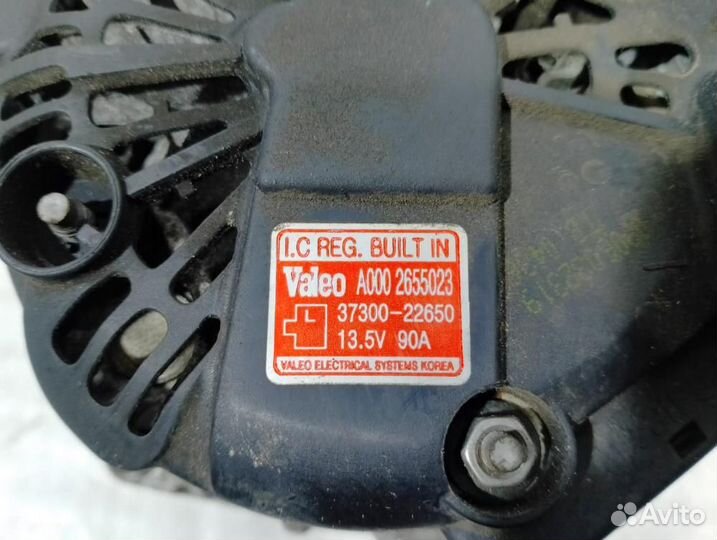 I.C REG. BUILT IN
Valeo A000 2655023
37300-22650
L
13.5V 90A
VALEO ELECTRICAL SYSTEMS KOREA
Avito